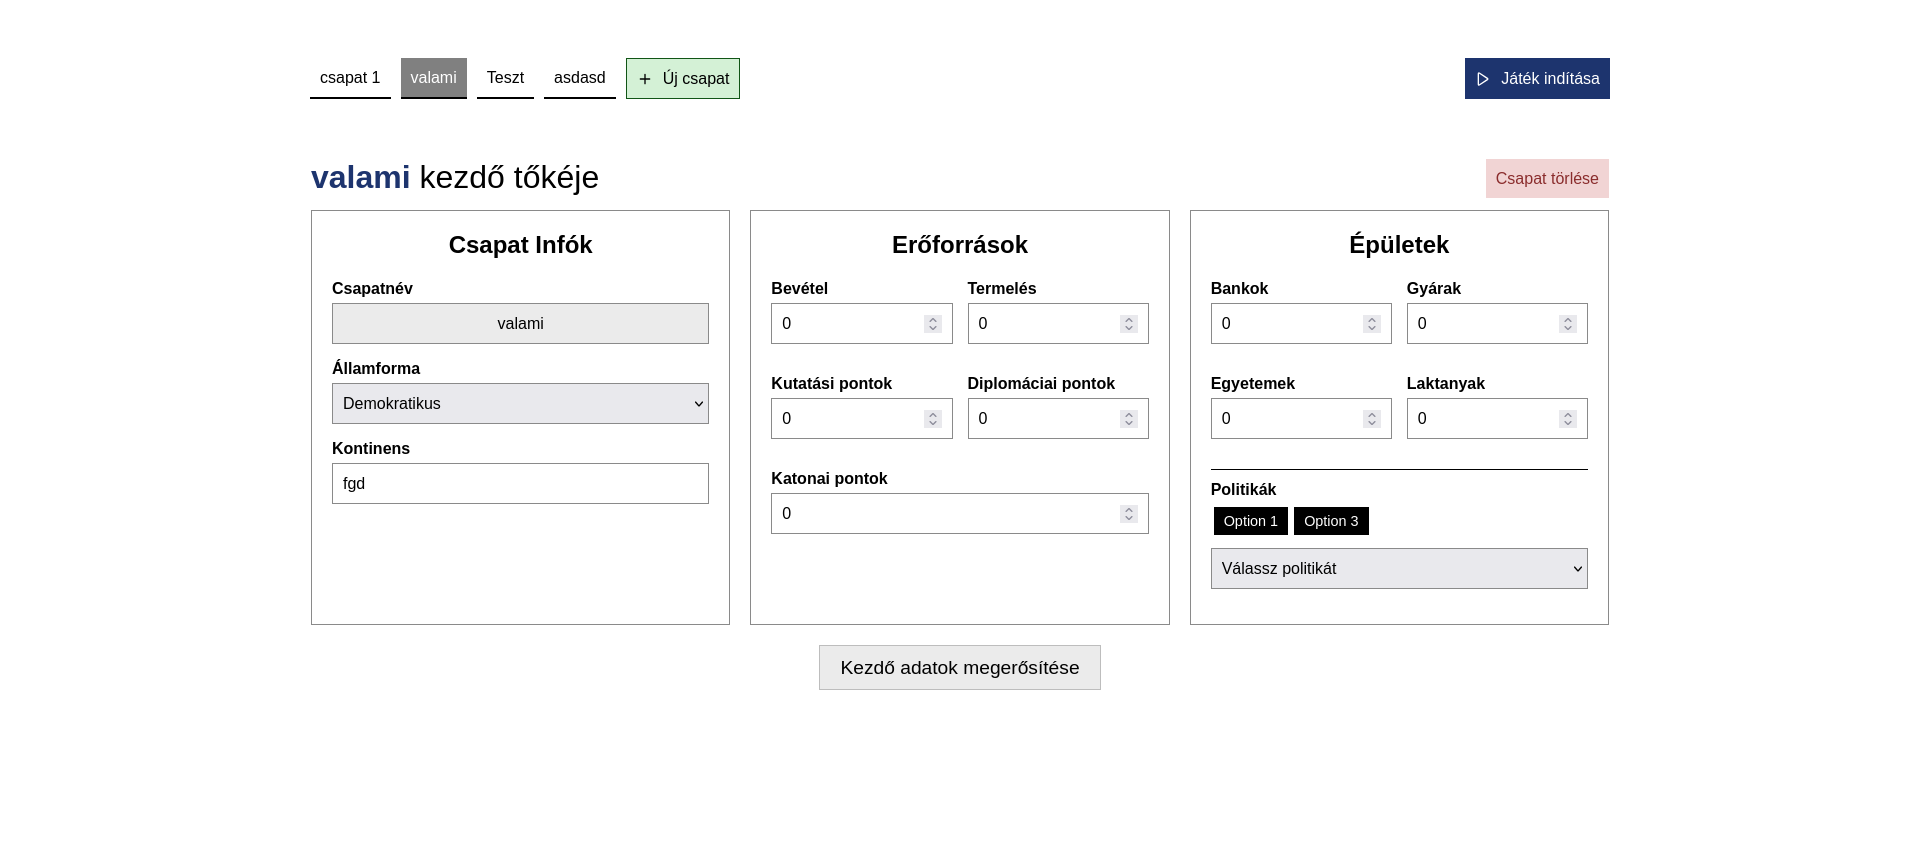 csapat 1
valami
Teszt
asdasd
Új csapat
Játék indítása
valami kezdő tőkéje
Csapat törlése
Csapat Infók
Csapatnév
valami
Államforma
Demokratikus
Kontinens
fgd
Erőforrások
Bevétel
Termelés
0
0
Kutatási pontok
Diplomáciai pontok
0
0
Katonai pontok
0
Épületek
Bankok
Gyárak
0
0
Egyetemek
Laktanyak
0
0
Politikák
Option 1
Option 3
Válassz politikát
Kezdő adatok megerősítése